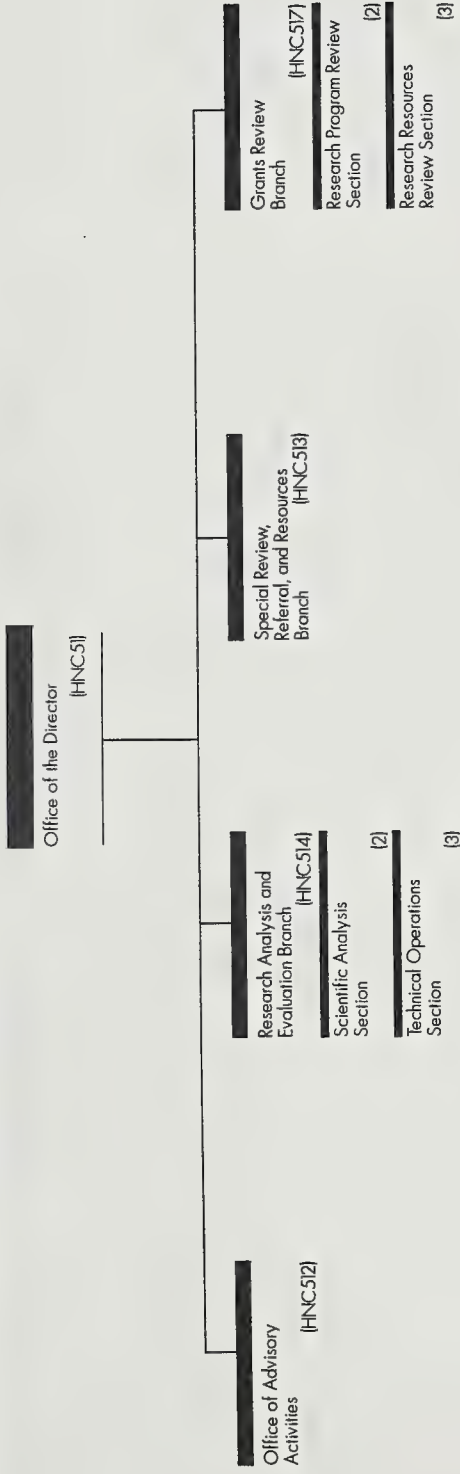 Office of the Director
(HNC51)
Office of Advisory
Activities
(HNC512)
Research Analysis and
Evaluation Branch
(HNC514)
Scientific Analysis
Section
(2)
Technical Operations
Section
(3)
Special Review,
Referral, and Resources
Branch
(HNC513)
Grants Review
Branch
(HNC517)
Research Program Review
Section
(2)
Research Resources
Review Section
(3)